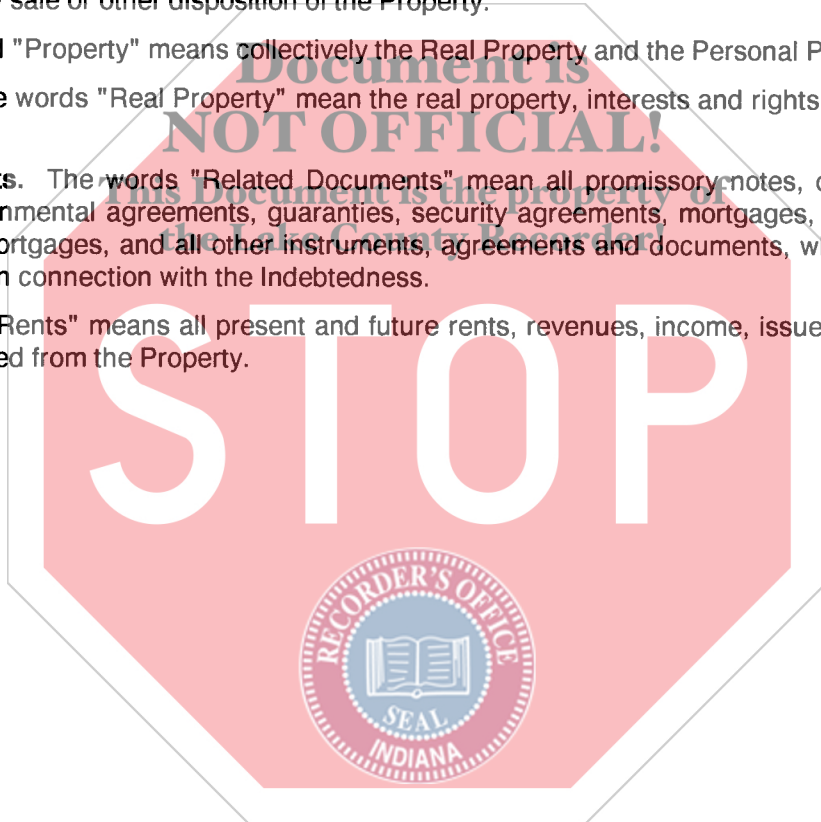 sale or other disposition of the Property.
"Property" means collectively the Real Property and the Personal P
Document is
e words "Real Property" mean the real property, interests and rights
NOT OFFICIAL!
ts. The words "Related Documents" mean all promissory notes,
This Document is the property of
nmental agreements, guaranties, security agreements, mortgages,
the Lake County Recorder!
ortgages, and all other instruments, agreements and documents, w
n connection with the Indebtedness.
Rents" means all present and future rents, revenues, income, issue
ed from the Property.
STOP
RECORDER'S OFFICE
SEAL
INDIANA